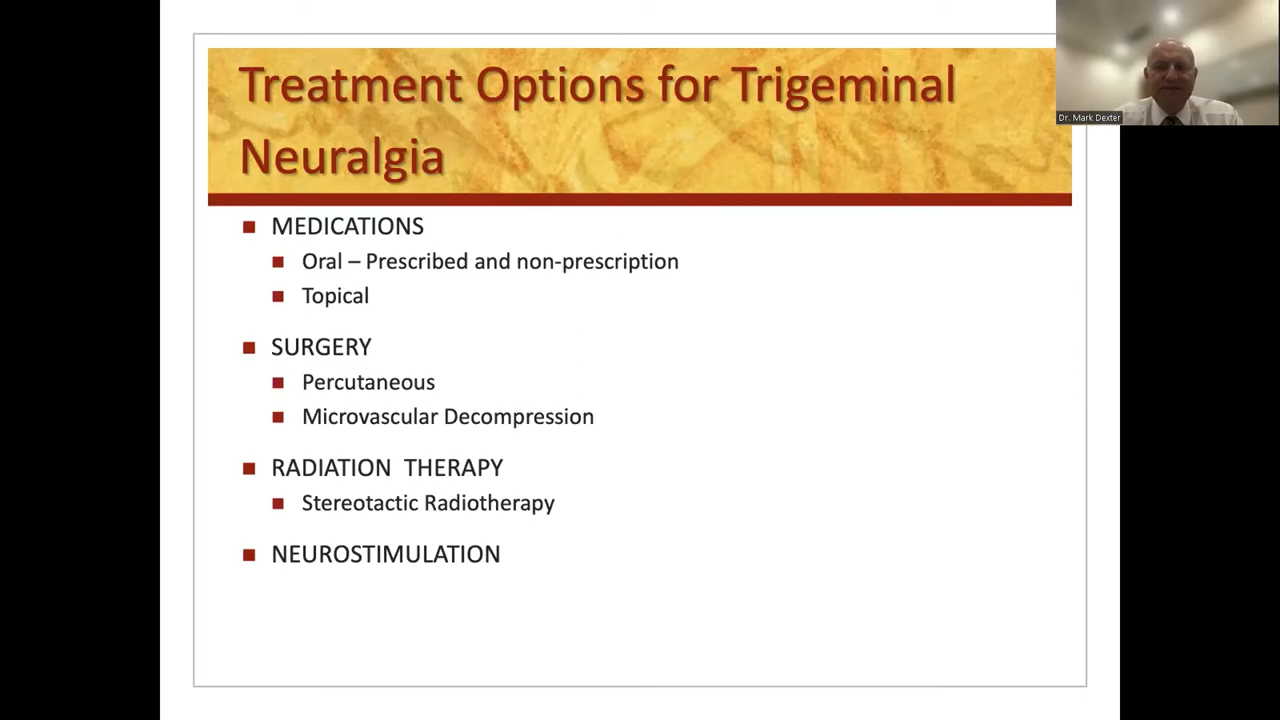 Treatment Options for Trigeminal
Neuralgia
Dr. Mark Dexter
MEDICATIONS
Oral – Prescribed and non-prescription
Topical
SURGERY
Percutaneous
Microvascular Decompression
RADIATION THERAPY
Stereotactic Radiotherapy
NEUROSTIMULATION